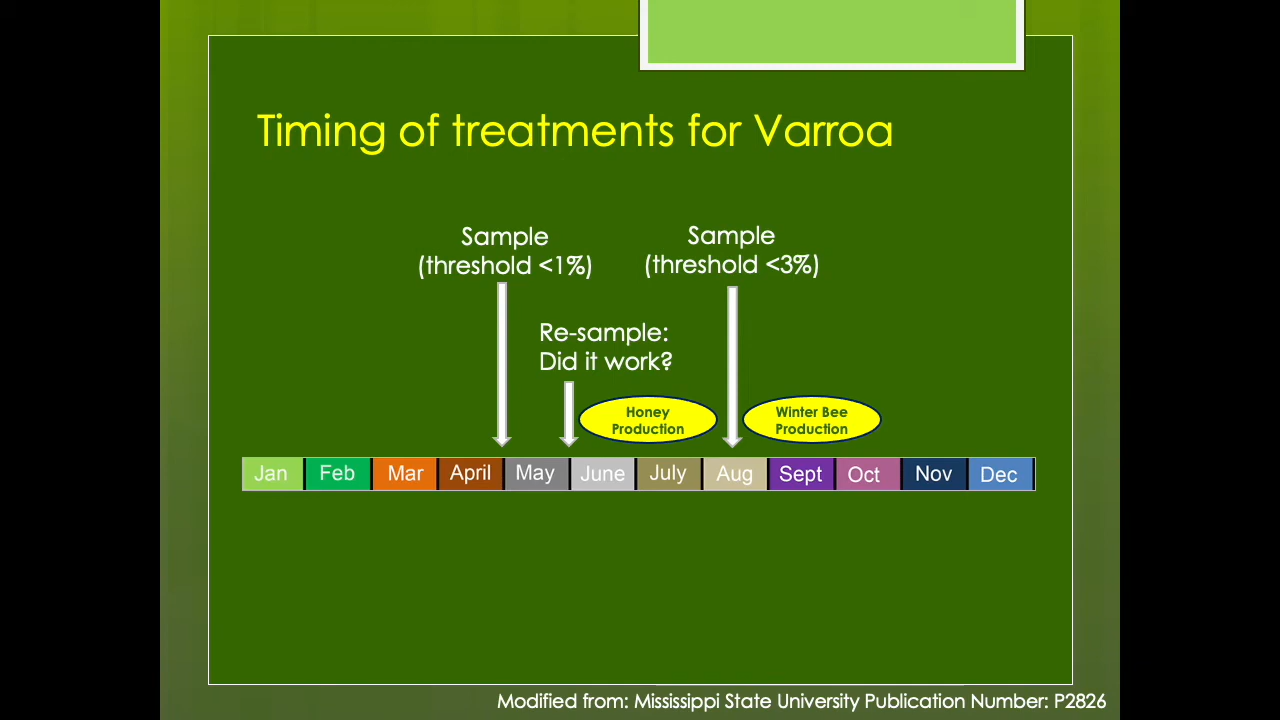 Timing of treatments for Varroa
Sample
(threshold <1%)
Sample
(threshold <3%)
Re-sample:
Did it work?
Honey
Production
Winter Bee
Production
Jan Feb Mar April May June July Aug Sept Oct Nov Dec
Modified from: Mississippi State University Publication Number: P2826